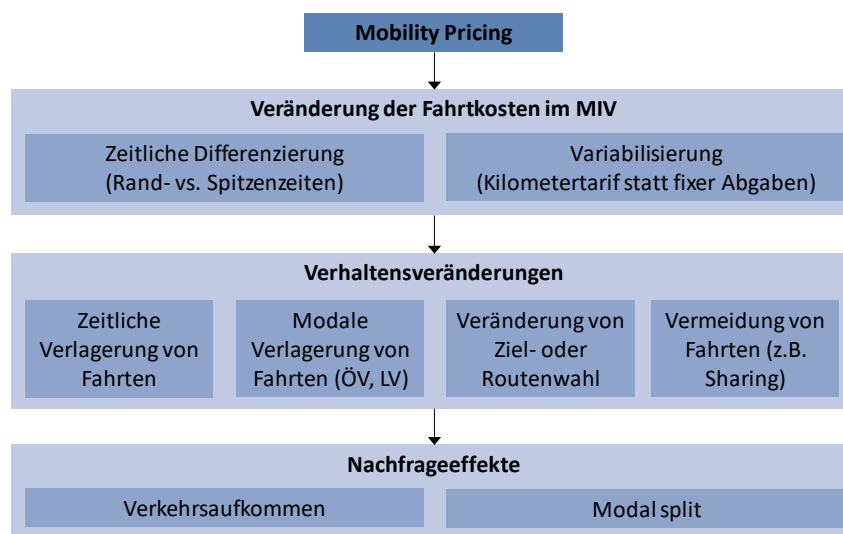 Mobility Pricing
Veränderung der Fahrtkosten im MIV
Zeitliche Differenzierung
(Rand- vs. Spitzenzeiten)
Variabilisierung
(Kilometertarif statt fixer Abgaben)
Verhaltensveränderungen
Zeitliche
Verlagerung von
Fahrten
Modale
Verlagerung von
Fahrten (ÖV, LV)
Veränderung von
Ziel- oder
Routenwahl
Vermeidung von
Fahrten (z.B.
Sharing)
Nachfrageeffekte
Verkehrsaufkommen
Modal split